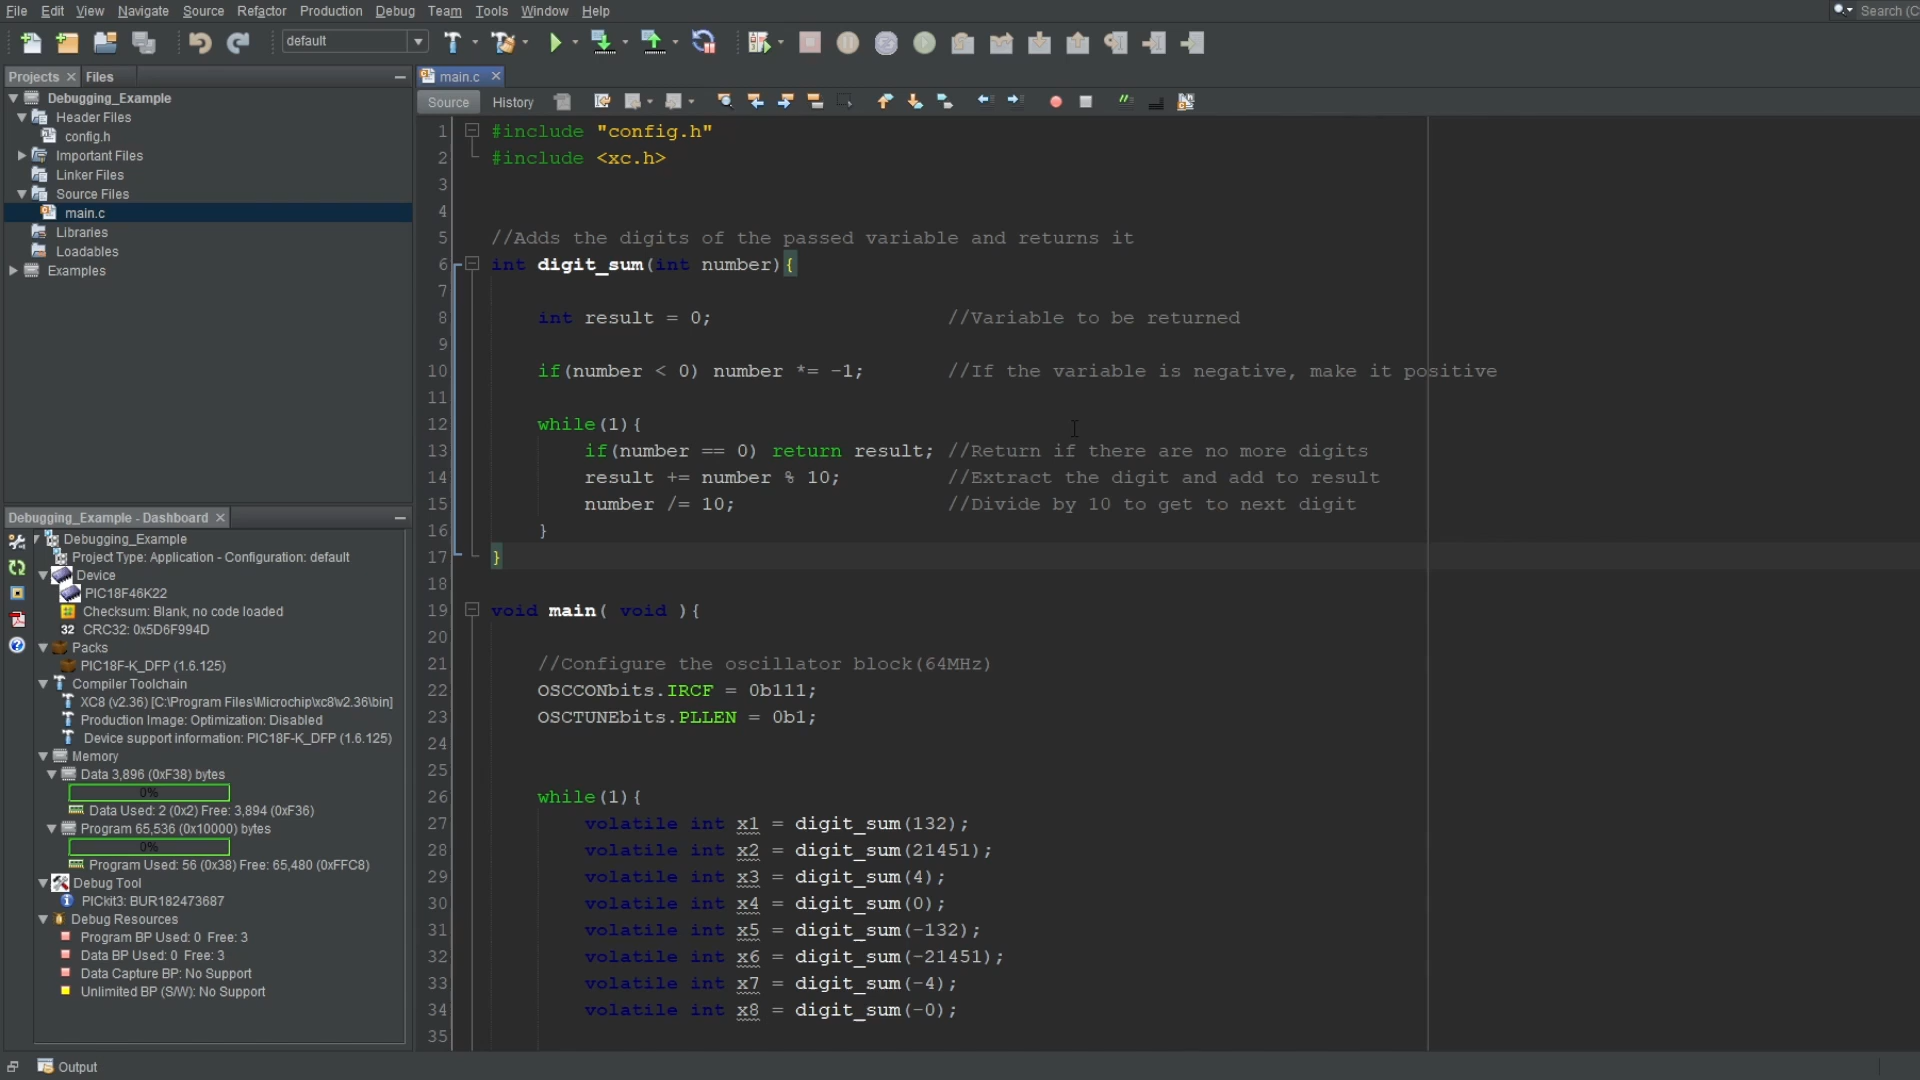 File Edit View Navigate Source Refactor Production Debug Team Tools Window Help
Search (C
default
Projects Files
Debugging_Example
Header Files
config.h
Important Files
Linker Files
Source Files
main.c
Libraries
Loadables
Examples
Debugging_Example - Dashboard
Debugging_Example
Project Type: Application - Configuration: default
Device
PIC18F46K22
Checksum: Blank, no code loaded
32 CRC32: 0x5D6F994D
Packs
PIC18F-K_DFP (1.6.125)
Compiler Toolchain
XC8 (v2.36) [C:\Program Files\Microchip\xc8\v2.36\bin]
Production Image: Optimization: Disabled
Device support information: PIC18F-K_DFP (1.6.125)
Memory
Data 3,896 (0xF38) bytes
0%
Data Used: 2 (0x2) Free: 3,894 (0xF36)
Program 65,536 (0x10000) bytes
0%
Program Used: 56 (0x38) Free: 65,480 (0xFFC8)
Debug Tool
PICkit3: BUR182473687
Debug Resources
Program BP Used: 0 Free: 3
Data BP Used: 0 Free: 3
Data Capture BP: No Support
Unlimited BP (S/W): No Support
Output
main.c
Source History
1 #include "config.h"
2 #include <xc.h>
3
4
5 //Adds the digits of the passed variable and returns it
6 int digit_sum(int number){
7
8 int result = 0; //Variable to be returned
9
10 if(number < 0) number *= -1; //If the variable is negative, make it positive
11
12 while(1){
13 if(number == 0) return result; //Return if there are no more digits
14 result += number % 10; //Extract the digit and add to result
15 number /= 10; //Divide by 10 to get to next digit
16 }
17 }
18
19 void main( void ){
20
21 //Configure the oscillator block(64MHz)
22 OSCCONbits.IRCF = 0b111;
23 OSCTUNEbits.PLLEN = 0b1;
24
25
26 while(1){
27 volatile int x1 = digit_sum(132);
28 volatile int x2 = digit_sum(21451);
29 volatile int x3 = digit_sum(4);
30 volatile int x4 = digit_sum(0);
31 volatile int x5 = digit_sum(-132);
32 volatile int x6 = digit_sum(-21451);
33 volatile int x7 = digit_sum(-4);
34 volatile int x8 = digit_sum(-0);
35